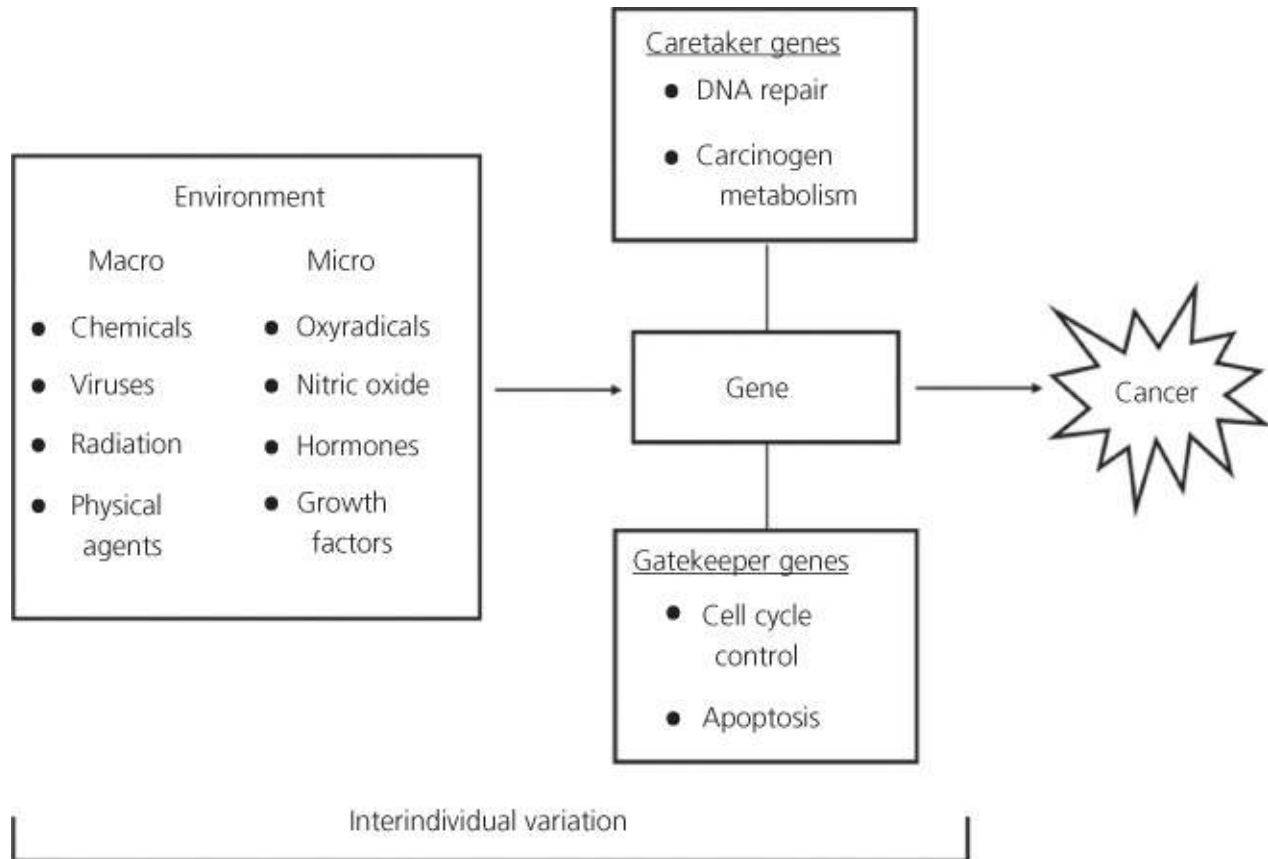 Caretaker genes
● DNA repair
● Carcinogen
metabolism
Environment
Macro
● Chemicals
● Viruses
● Radiation
● Physical
agents
Micro
● Oxyradicals
● Nitric oxide
● Hormones
● Growth
factors
Gene
Cancer
Gatekeeper genes
● Cell cycle
control
● Apoptosis
Interindividual variation